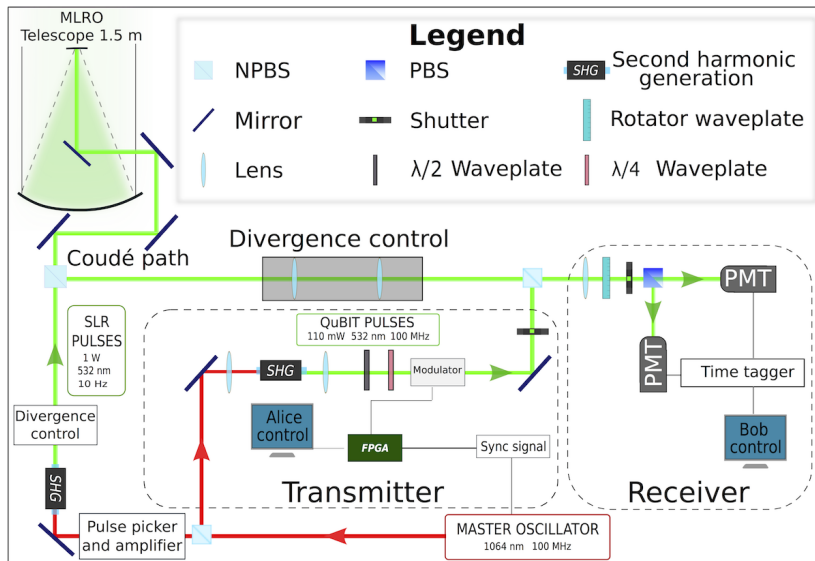 MLRO
Telescope 1.5 m
Legend
NPBS
PBS
SHG
Second harmonic
generation
Mirror
Shutter
Rotator waveplate
Lens
λ/2 Waveplate
λ/4 Waveplate
Coudé path
Divergence control
SLR
PULSES
1 W
532 nm
10 Hz
QuBIT PULSES
110 mW 532 nm 100 MHz
PMT
PMT
SHG
Modulator
Time tagger
Divergence
control
Alice
control
FPGA
Sync signal
Bob
control
SHG
Transmitter
Receiver
Pulse picker
and amplifier
MASTER OSCILLATOR
1064 nm 100 MHz